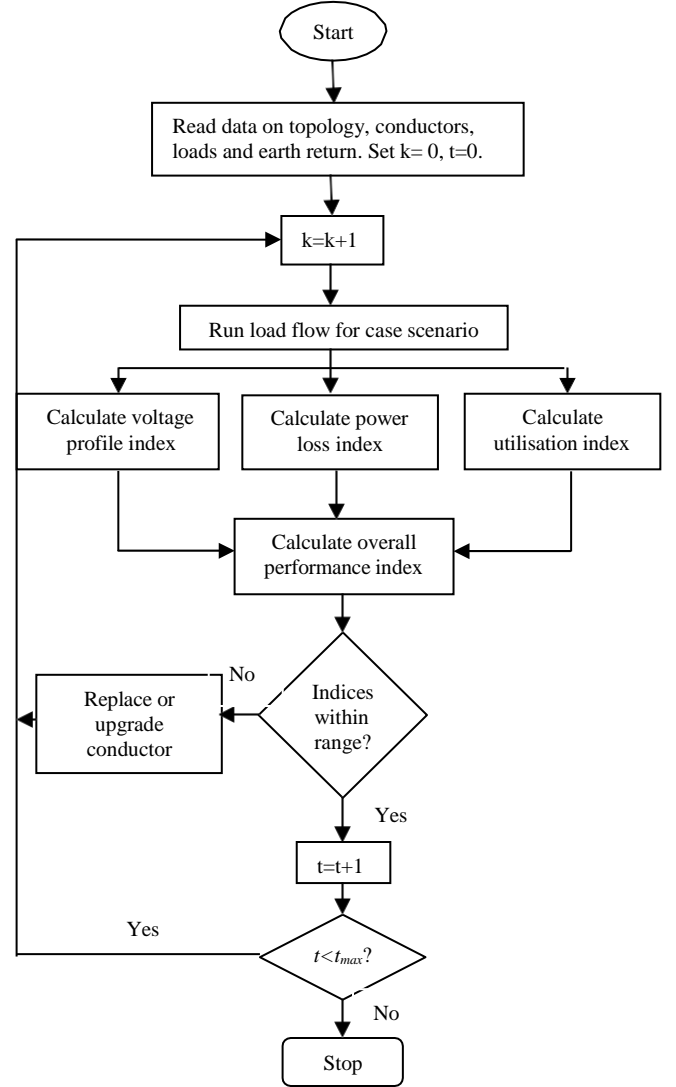 Start
Read data on topology, conductors,
loads and earth return. Set k= 0, t=0.
k=k+1
Run load flow for case scenario
Calculate voltage
profile index
Calculate power
loss index
Calculate
utilisation index
Calculate overall
performance index
No
Indices
within
range?
Replace or
upgrade
conductor
Yes
t=t+1
Yes
t<tmax?
No
Stop